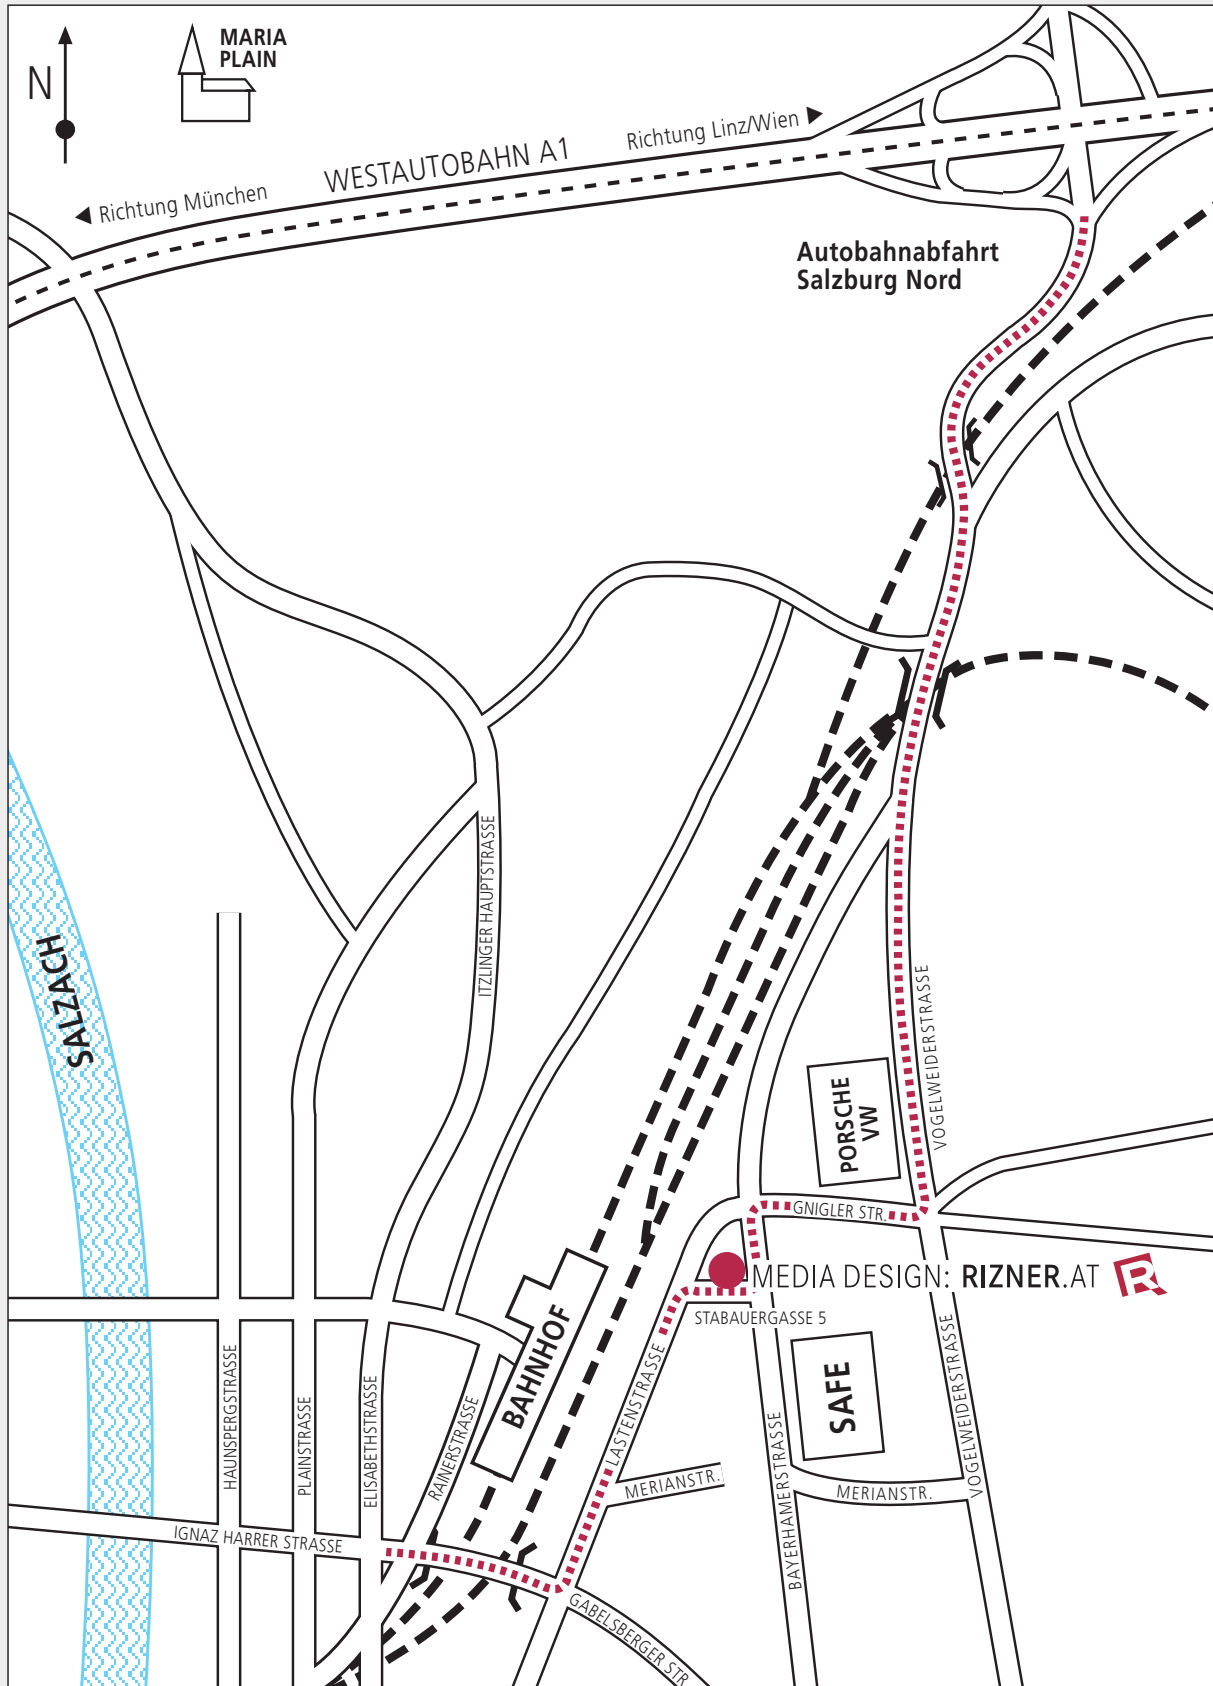 MARIA
PLAIN
N
Richtung Linz/Wien
WESTAUTOBAHN A1
Richtung München
Autobahnabfahrt
Salzburg Nord
ITZLINGER HAUPTSTRASSE
SALZACH
VOGELWEIDERSTRASSE
PORSCHE
VW
GNIGLER STR.
MEDIA DESIGN: RIZNER.AT
R
STABAUERGASSE 5
BAHNHOF
LASTENSTRASSE
SAFE
VOGELWEIDERSTRASSE
HAUNSPERGSTRASSE
PLAINSTRASSE
ELISABETHSTRASSE
RAINERSTRASSE
MERIANSTR.
MERIANSTR.
BAYERHAMERSTRASSE
IGNAZ HARRER STRASSE
GABELSBERGER STR.